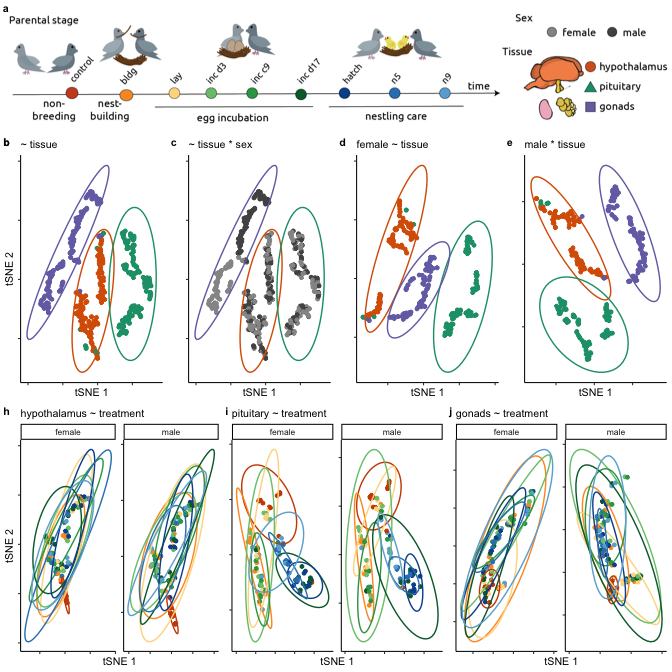 a
Parental stage
control
bldg
lay
inc d3
inc c9
inc d17
hatch
n5
n9
time
non-
breeding
nest-
building
egg incubation
nestling care
Sex
female
male
Tissue
hypothalamus
pituitary
gonads
b ~ tissue
c ~ tissue * sex
d female ~ tissue
e male * tissue
tSNE 2
tSNE 1
tSNE 1
tSNE 1
tSNE 1
h hypothalamus ~ treatment
i pituitary ~ treatment
j gonads ~ treatment
female
male
female
male
female
male
tSNE 2
tSNE 1
tSNE 1
tSNE 1